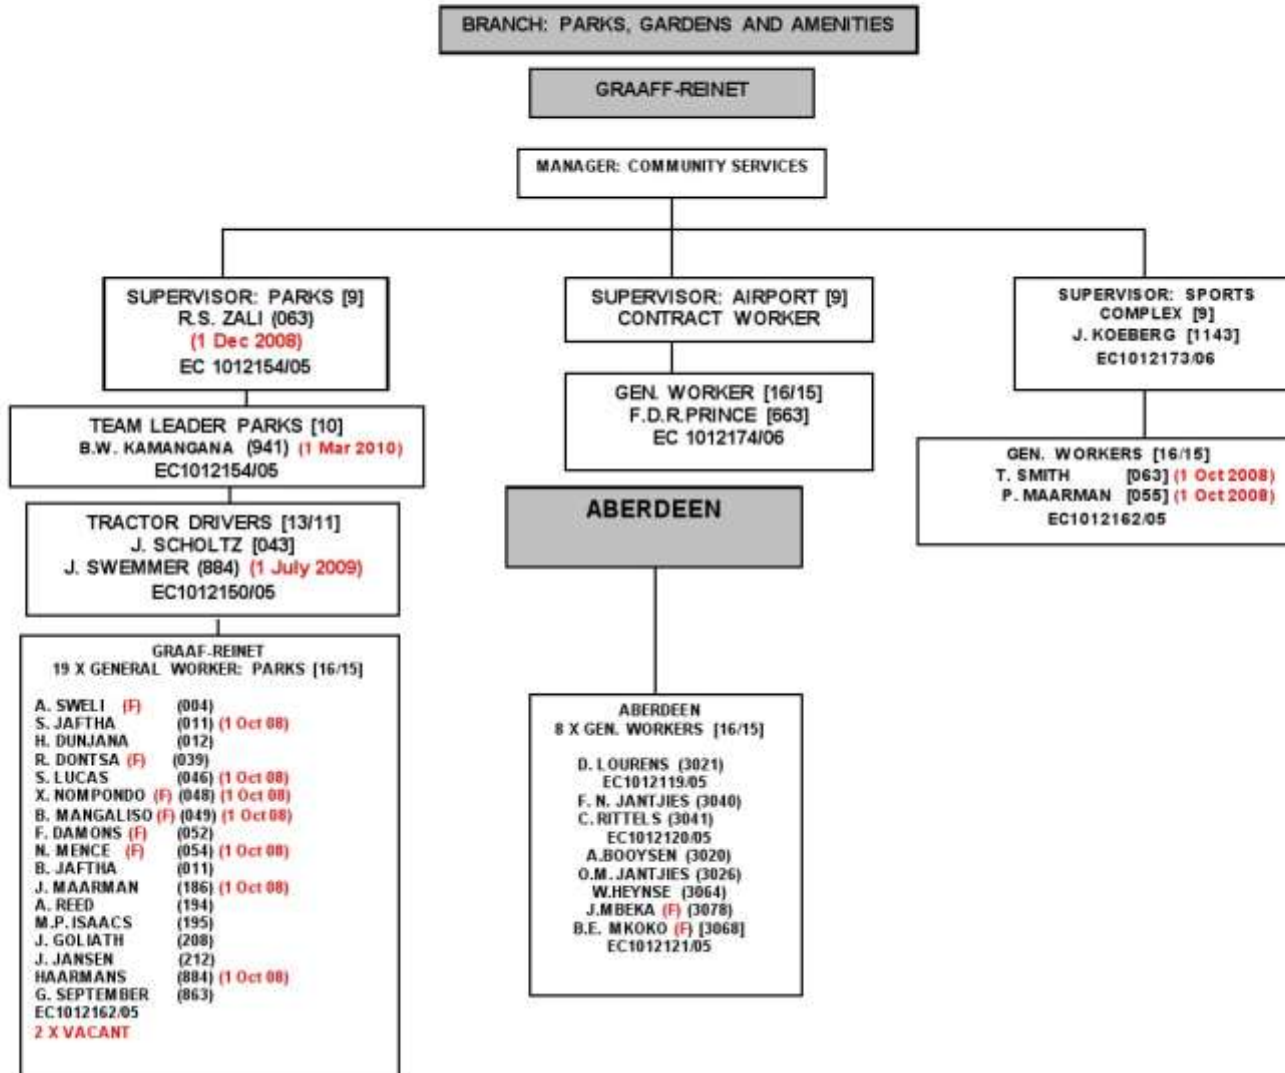 BRANCH: PARKS, GARDENS AND AMENITIES
GRAAFF-REINET
MANAGER: COMMUNITY SERVICES
SUPERVISOR: PARKS [9]
R.S. ZALI (063)
(1 Dec 2008)
EC 1012154/05
TEAM LEADER PARKS [10]
B.W. KAMANGANA (941) (1 Mar 2010)
EC1012154/05
TRACTOR DRIVERS [13/11]
J. SCHOLTZ [043]
J. SWEMMER (884) (1 July 2009)
EC1012150/05
GRAAF-REINET
19 X GENERAL WORKER: PARKS [16/15]
A. SWELI (F) (004)
S. JAFTHA (011) (1 Oct 08)
H. DUNJANA (012)
R. DONTSA (F) (039)
S. LUCAS (046) (1 Oct 08)
X. NOMPONDO (F) (048) (1 Oct 08)
B. MANGALISO (F) (049) (1 Oct 08)
F. DAMONS (F) (052)
N. MENCE (F) (054) (1 Oct 08)
B. JAFTHA (011)
J. MAARMAN (186) (1 Oct 08)
A. REED (194)
M.P. ISAACS (195)
J. GOLIATH (208)
J. JANSEN (212)
HAARMANS (884) (1 Oct 08)
G. SEPTEMBER (863)
EC1012162/05
2 X VACANT
SUPERVISOR: AIRPORT [9]
CONTRACT WORKER
GEN. WORKER [16/15]
F.D.R.PRINCE [663]
EC 1012174/06
ABERDEEN
ABERDEEN
8 X GEN. WORKERS [16/15]
D. LOURENS (3021)
EC1012119/05
F. N. JANTJIES (3040)
C. RITTELS (3041)
EC1012120/05
A.BOOYSEN (3020)
O.M. JANTJIES (3026)
W.HEYNSE (3064)
J.MBEKA (F) (3078)
B.E. MKOKO (F) [3068]
EC1012121/05
SUPERVISOR: SPORTS
COMPLEX [9]
J. KOEBERG [1143]
EC1012173/06
GEN. WORKERS [16/15]
T. SMITH [063] (1 Oct 2008)
P. MAARMAN [055] (1 Oct 2008)
EC1012162/05